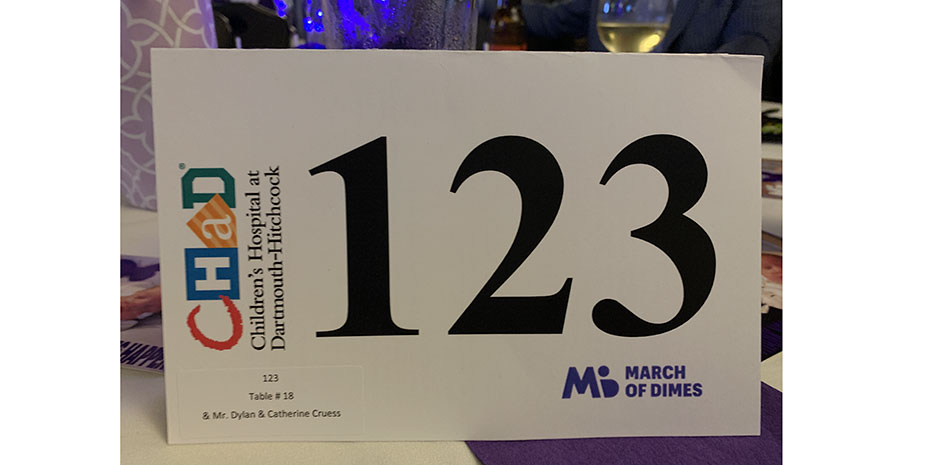 CHaD®
Children's Hospital at
Dartmouth-Hitchcock
123
123
Table # 18
& Mr. Dylan & Catherine Cruess
MARCH
OF DIMES